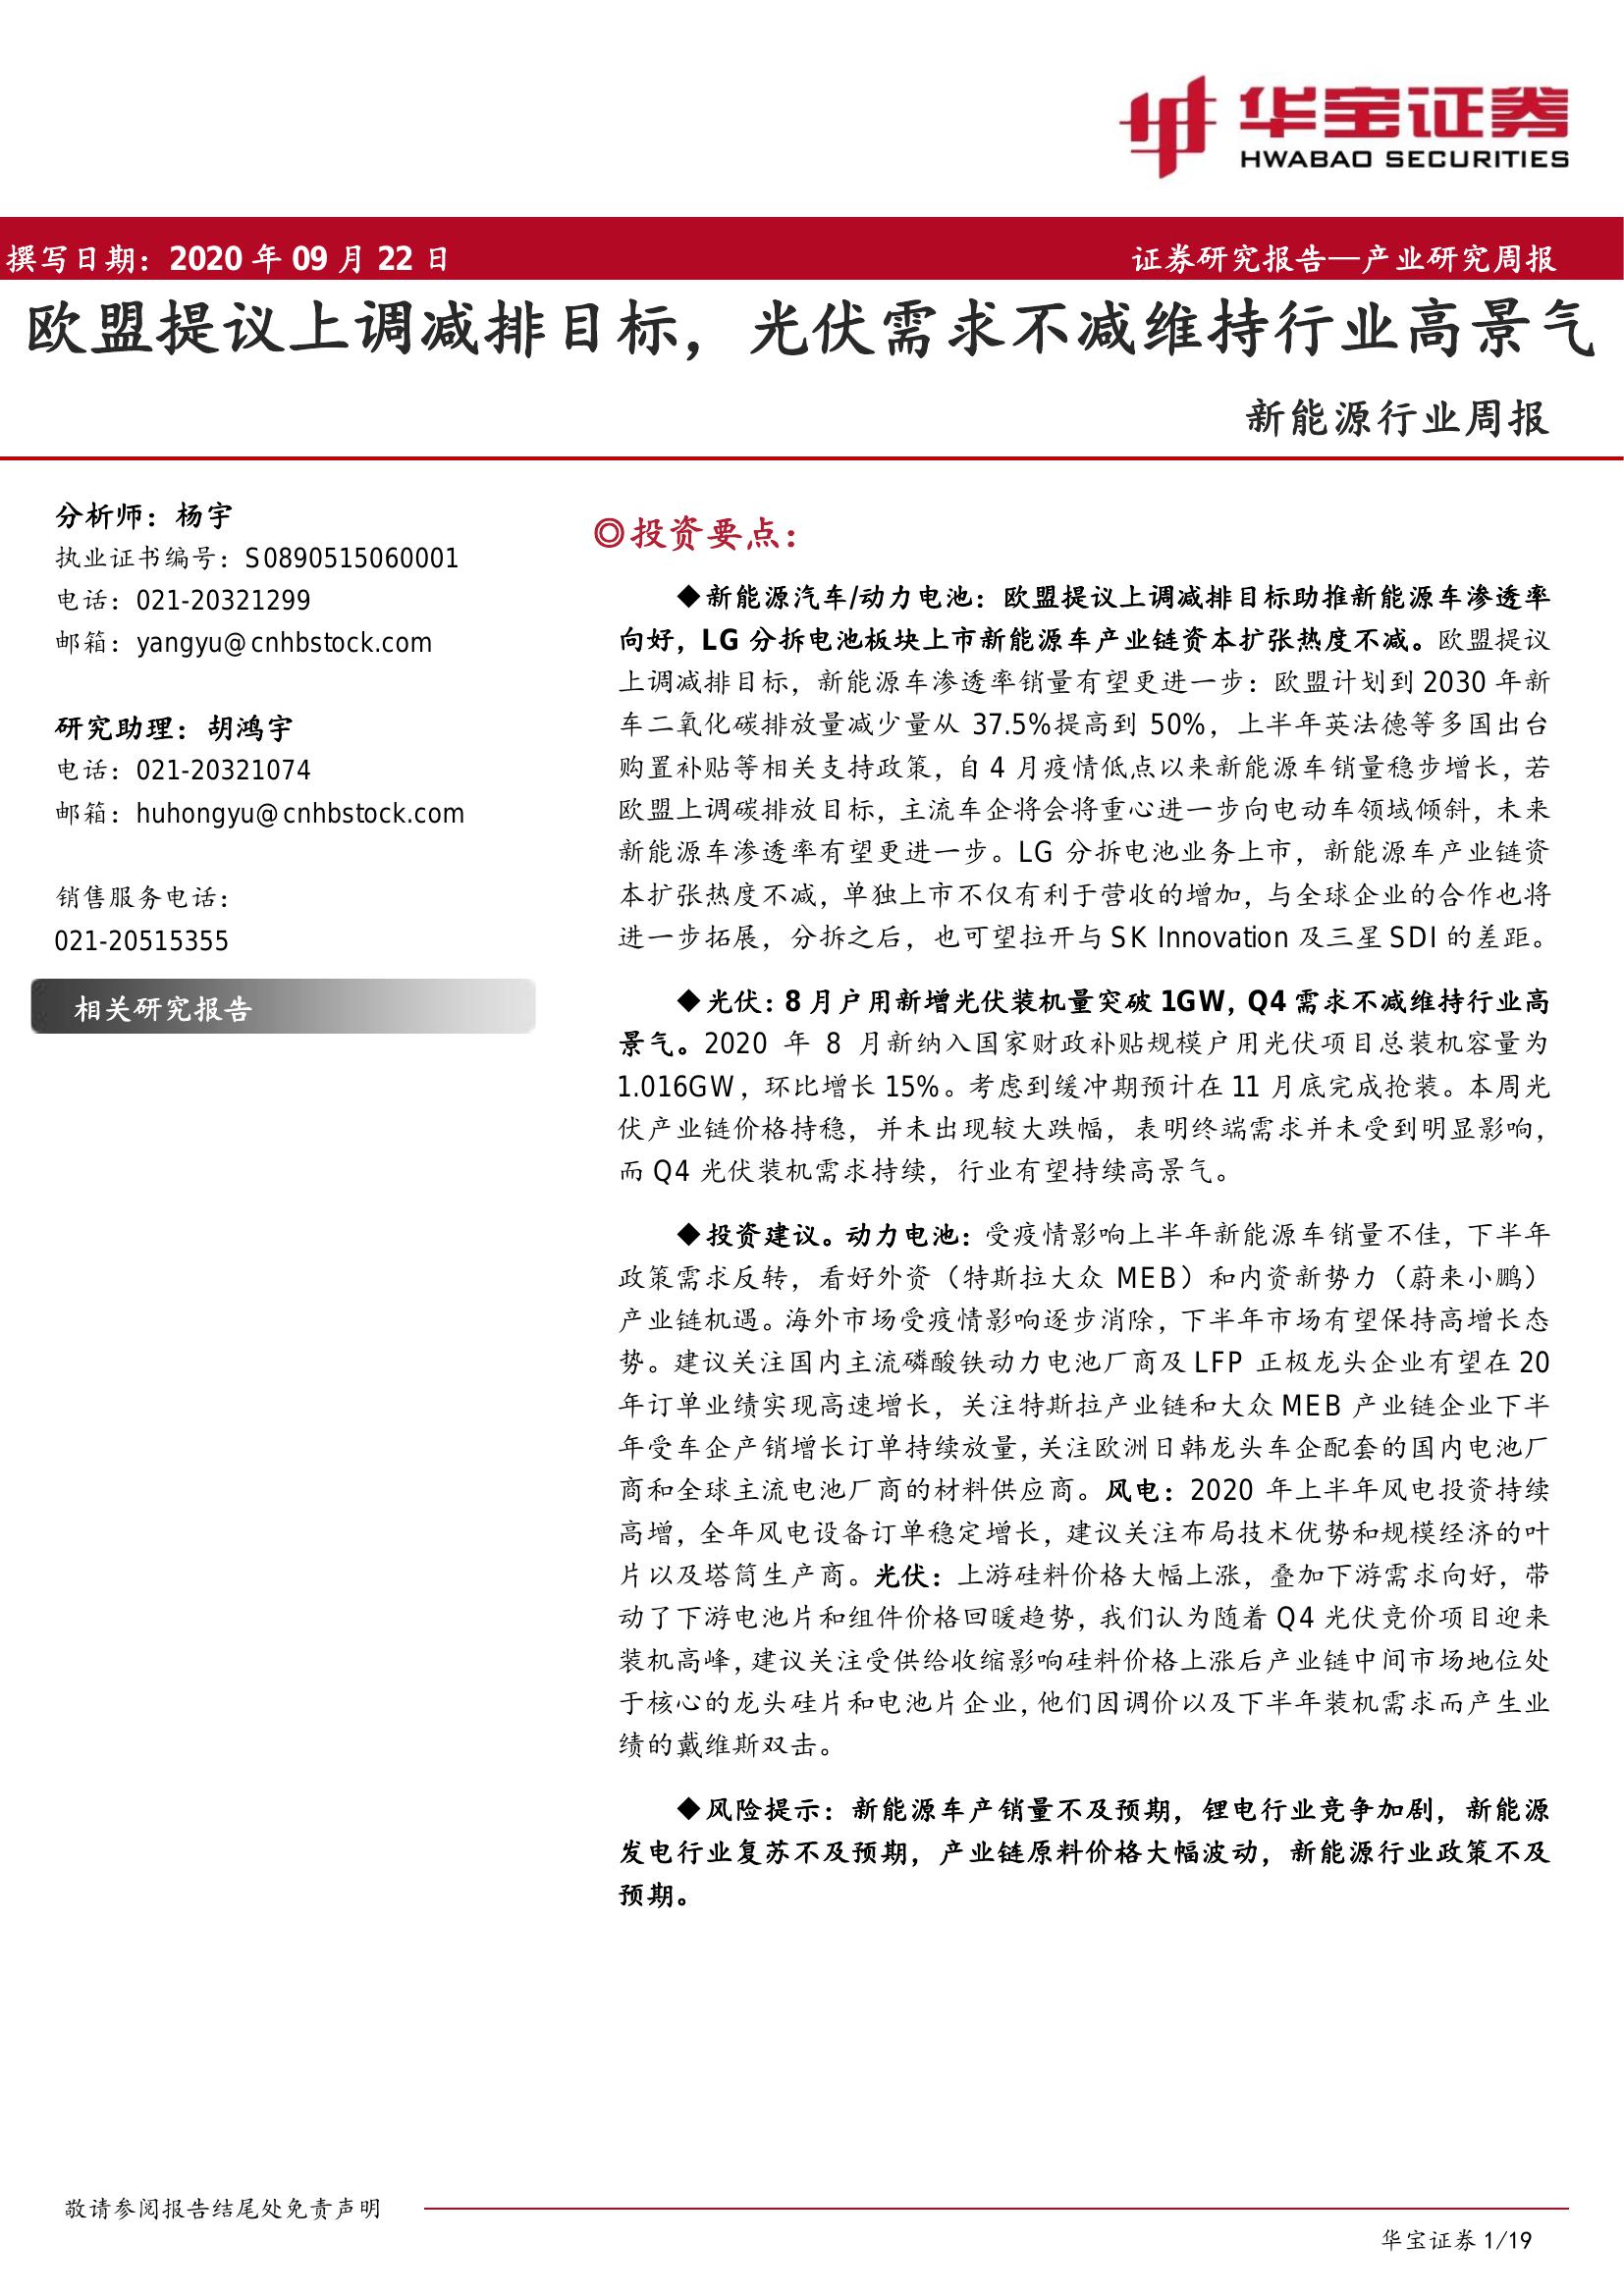 华宝证券
HWABAO SECURITIES
撰写日期：2020 年 09 月 22 日
证券研究报告—产业研究周报
欧盟提议上调减排目标，光伏需求不减维持行业高景气
新能源行业周报
分析师：杨宇
执业证书编号：S0890515060001
电话：021-20321299
邮箱：yangyu@cnhbstock.com
研究助理：胡鸿宇
电话：021-20321074
邮箱：huhongyu@cnhbstock.com
销售服务电话：
021-20515355
相关研究报告
◎投资要点：
◆新能源汽车/动力电池：欧盟提议上调减排目标助推新能源车渗透率
向好，LG 分拆电池板块上市新能源车产业链资本扩张热度不减。欧盟提议
上调减排目标，新能源车渗透率销量有望更进一步：欧盟计划到 2030 年新
车二氧化碳排放量减少量从 37.5%提高到 50%，上半年英法德等多国出台
购置补贴等相关支持政策，自 4 月疫情低点以来新能源车销量稳步增长，若
欧盟上调碳排放目标，主流车企将会将重心进一步向电动车领域倾斜，未来
新能源车渗透率有望更进一步。LG 分拆电池业务上市，新能源车产业链资
本扩张热度不减，单独上市不仅有利于营收的增加，与全球企业的合作也将
进一步拓展，分拆之后，也可望拉开与 SK Innovation 及三星 SDI 的差距。
◆光伏：8 月户用新增光伏装机量突破 1GW，Q4 需求不减维持行业高
景气。2020 年 8 月新纳入国家财政补贴规模户用光伏项目总装机容量为
1.016GW，环比增长 15%。考虑到缓冲期预计在 11 月底完成抢装。本周光
伏产业链价格持稳，并未出现较大跌幅，表明终端需求并未受到明显影响，
而 Q4 光伏装机需求持续，行业有望持续高景气。
◆投资建议。动力电池：受疫情影响上半年新能源车销量不佳，下半年
政策需求反转，看好外资（特斯拉大众 MEB）和内资新势力（蔚来小鹏）
产业链机遇。海外市场受疫情影响逐步消除，下半年市场有望保持高增长态
势。建议关注国内主流磷酸铁动力电池厂商及 LFP 正极龙头企业有望在 20
年订单业绩实现高速增长，关注特斯拉产业链和大众 MEB 产业链企业下半
年受车企产销增长订单持续放量，关注欧洲日韩龙头车企配套的国内电池厂
商和全球主流电池厂商的材料供应商。风电：2020 年上半年风电投资持续
高增，全年风电设备订单稳定增长，建议关注布局技术优势和规模经济的叶
片以及塔筒生产商。光伏：上游硅料价格大幅上涨，叠加下游需求向好，带
动了下游电池片和组件价格回暖趋势，我们认为随着 Q4 光伏竞价项目迎来
装机高峰，建议关注受供给收缩影响硅料价格上涨后产业链中间市场地位处
于核心的龙头硅片和电池片企业，他们因调价以及下半年装机需求而产生业
绩的戴维斯双击。
◆风险提示：新能源车产销量不及预期，锂电行业竞争加剧，新能源
发电行业复苏不及预期，产业链原料价格大幅波动，新能源行业政策不及
预期。
敬请参阅报告结尾处免责声明
华宝证券 1/19